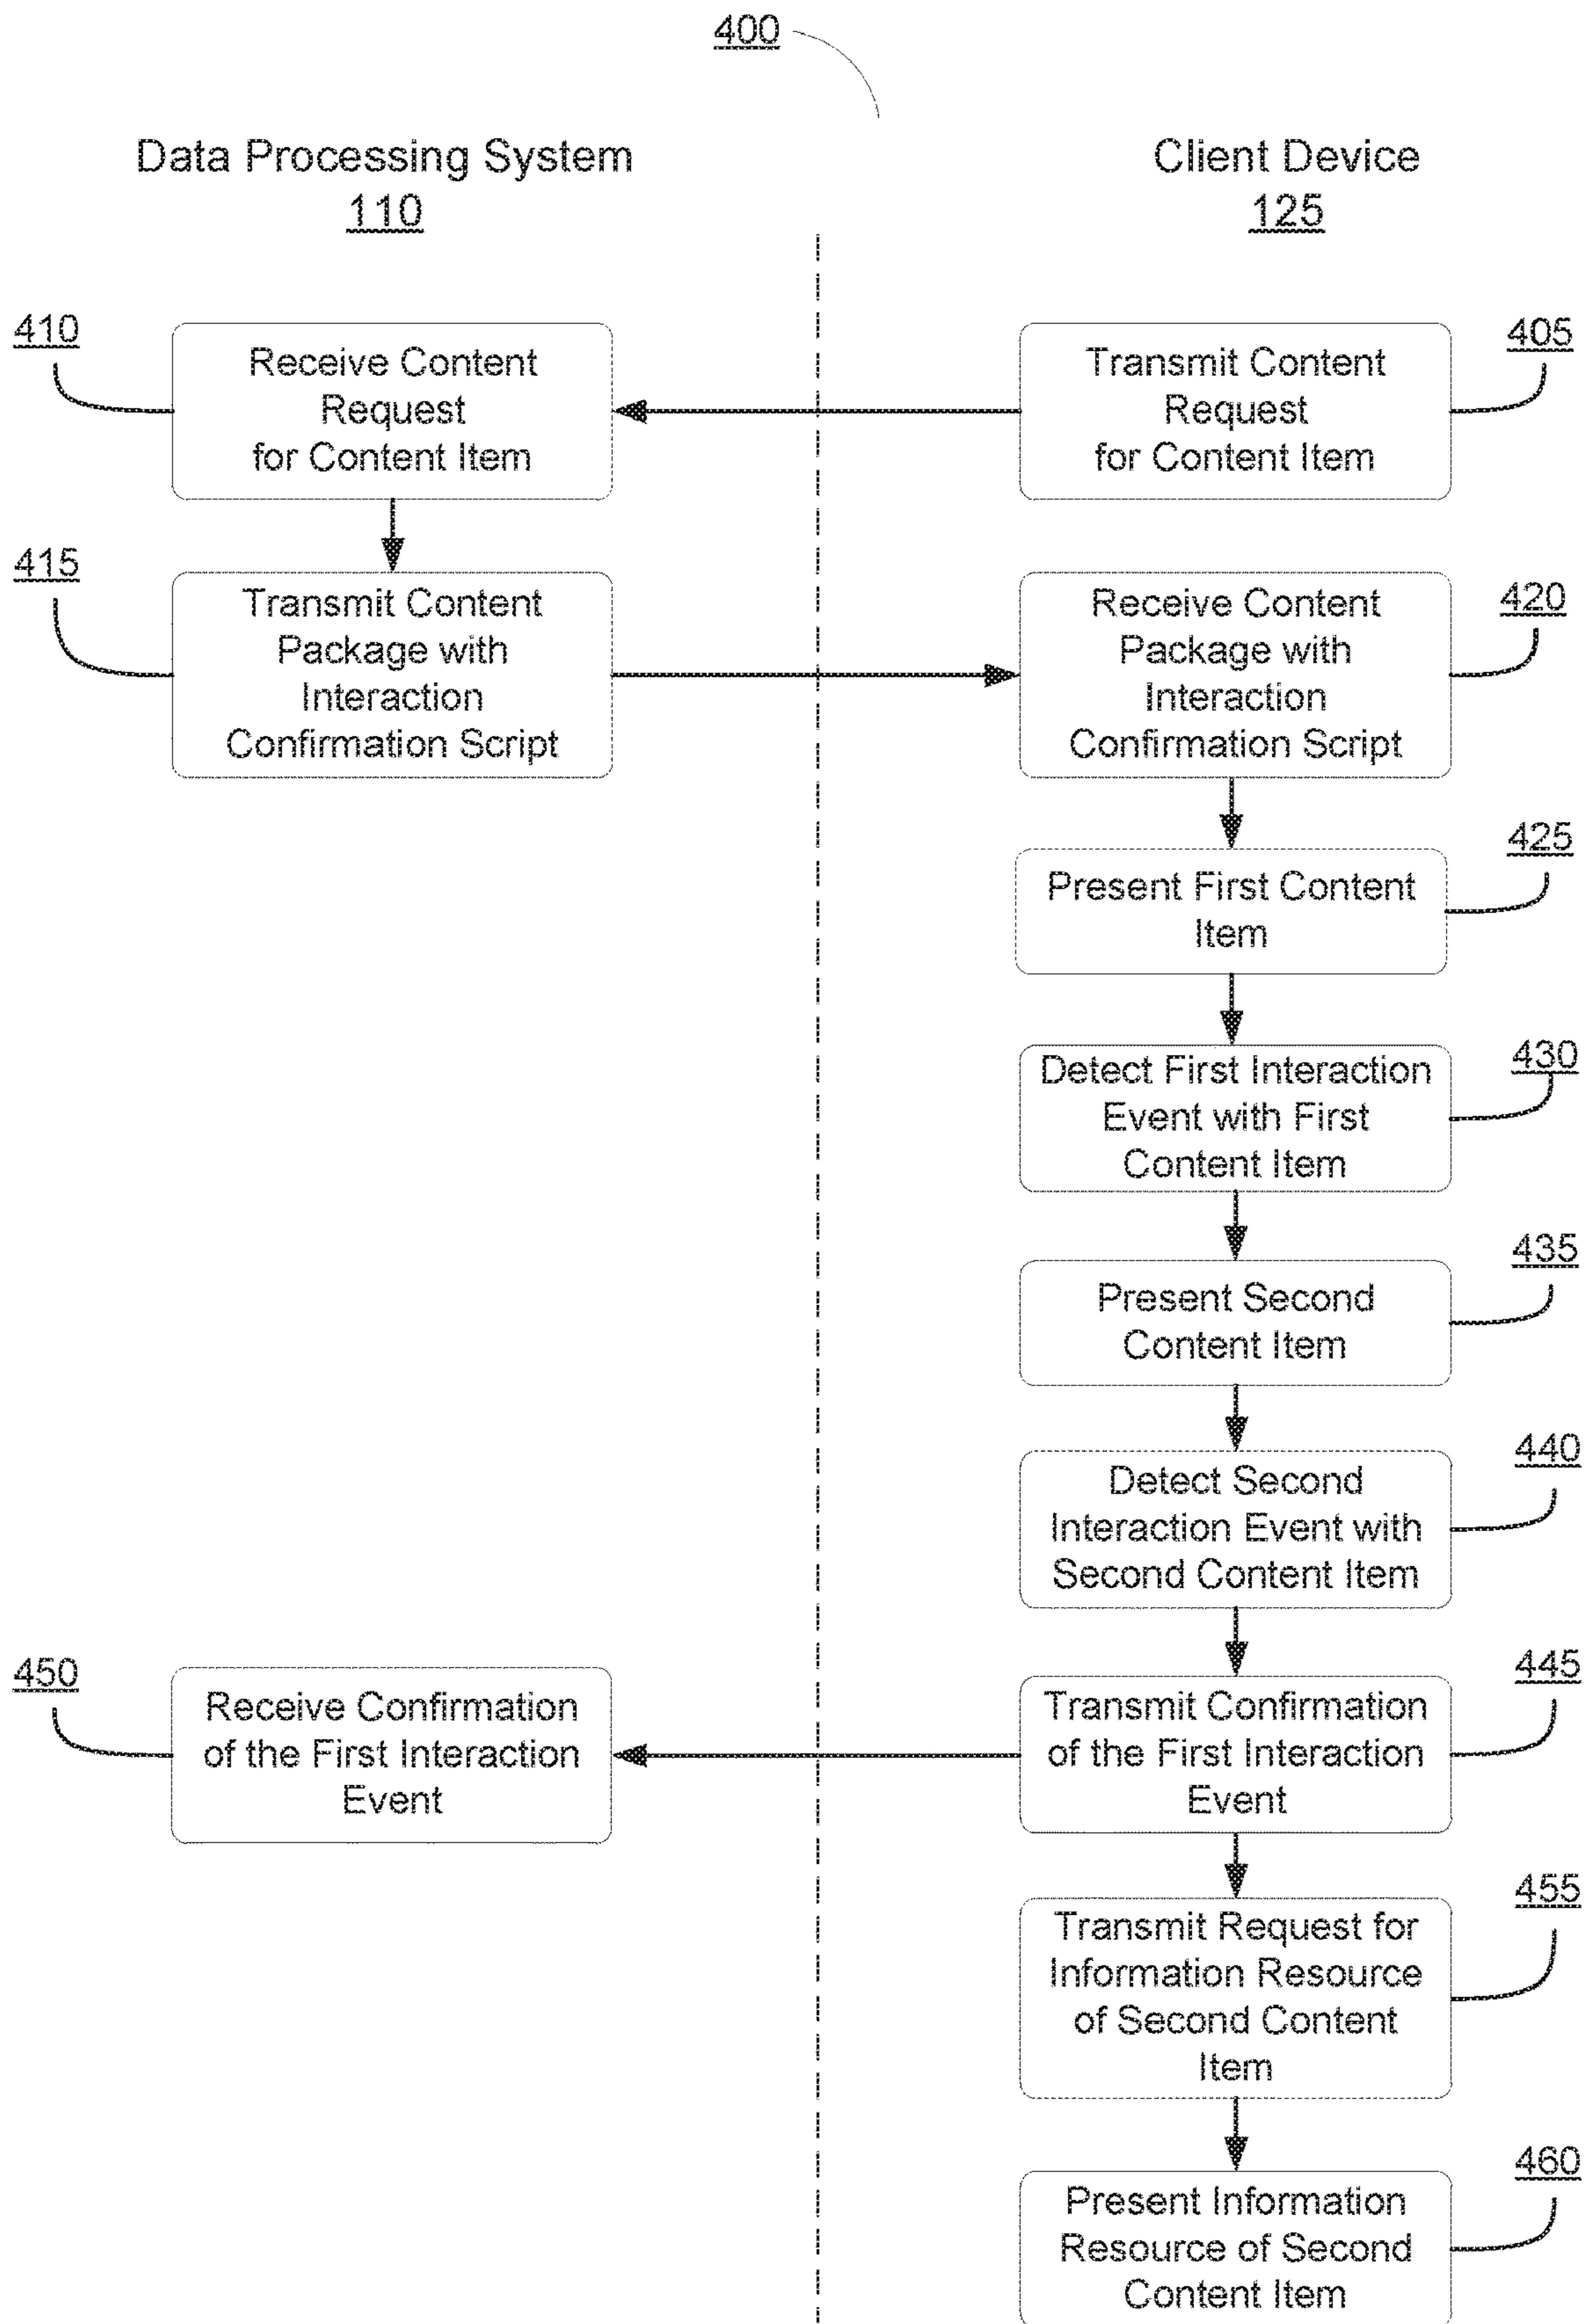 400
Data Processing System
110
Client Device
125
410
Receive Content
Request
for Content Item
Transmit Content
Request
for Content Item
405
415
Transmit Content
Package with
Interaction
Confirmation Script
Receive Content
Package with
Interaction
Confirmation Script
420
Present First Content
Item
425
Detect First Interaction
Event with First
Content Item
430
Present Second
Content Item
435
Detect Second
Interaction Event with
Second Content Item
440
450
Receive Confirmation
of the First Interaction
Event
Transmit Confirmation
of the First Interaction
Event
445
Transmit Request for
Information Resource
of Second Content
Item
455
Present Information
Resource of Second
Content Item
460